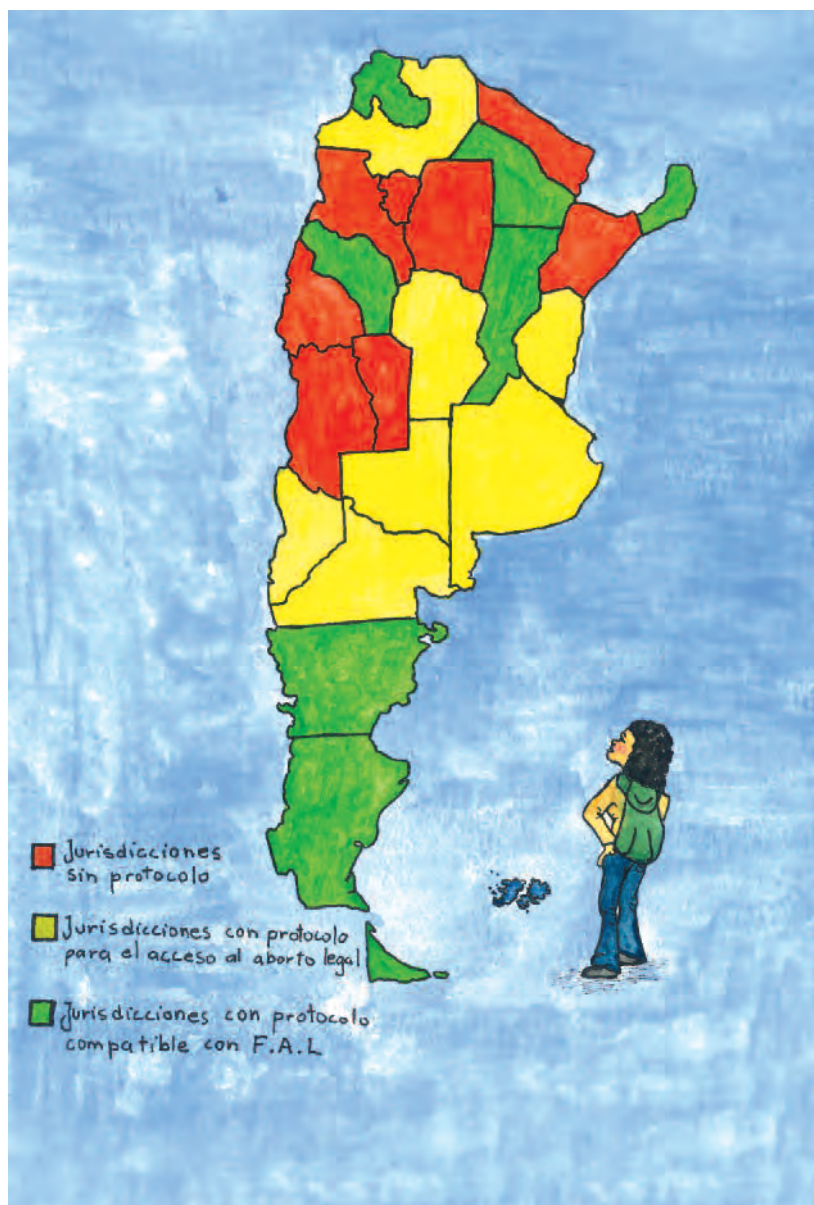 Jurisdicciones
sin protocolo
Jurisdicciones con protocolo
para el acceso al aborto legal
Jurisdicciones con protocolo
compatible con F.A.L